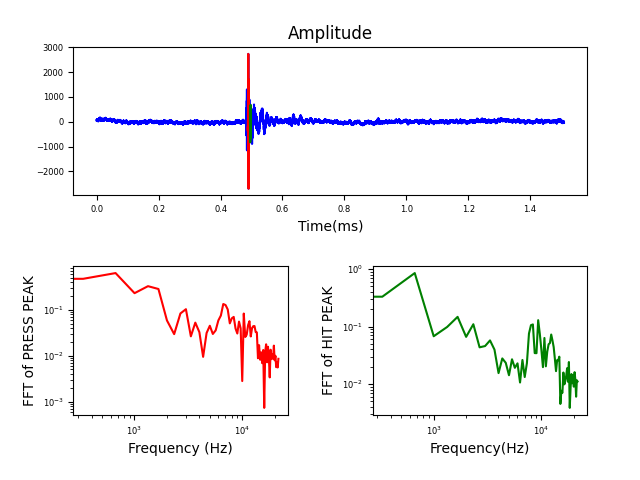 Amplitude
3000
2000
1000
0
−1000
−2000
0.0 0.2 0.4 0.6 0.8 1.0 1.2 1.4
Time(ms)
FFT of PRESS PEAK
10⁻¹
10⁻²
10⁻³
10³ 10⁴
Frequency (Hz)
FFT of HIT PEAK
10⁰
10⁻¹
10⁻²
10³ 10⁴
Frequency(Hz)